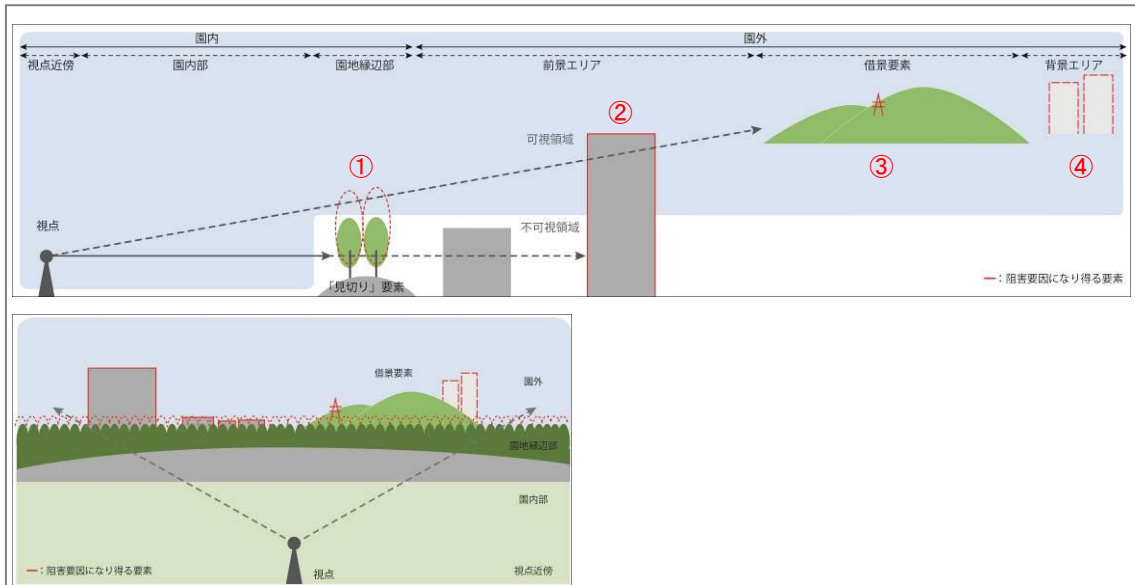 園内
園外
視点近傍
園内部
園地縁辺部
前景エリア
借景要素
背景エリア
②
可視領域
①
③
④
視点
不可視領域
「見切り」要素
━：阻害要因になり得る要素
借景要素
園外
園地縁辺部
園内部
━：阻害要因になり得る要素
視点
視点近傍